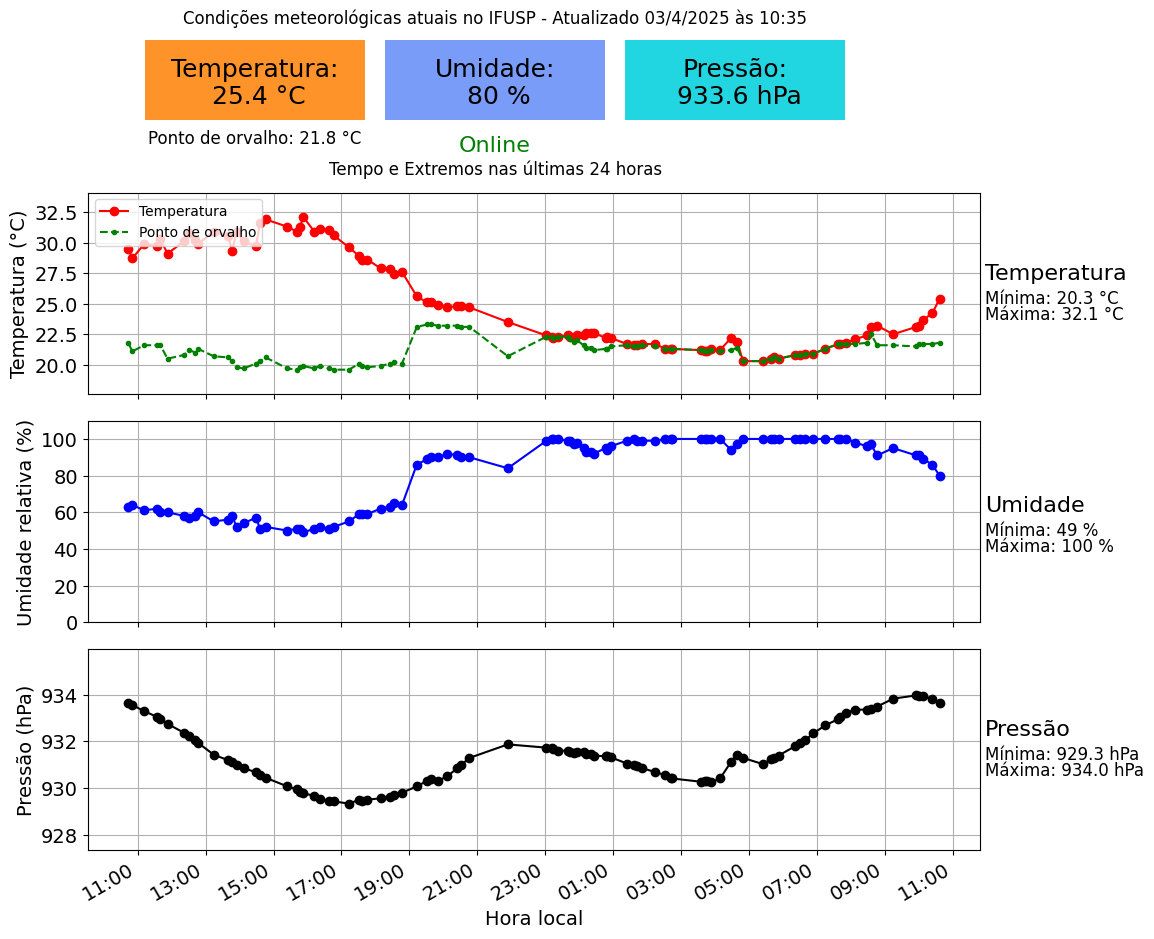 Condições meteorológicas atuais no IFUSP - Atualizado 03/4/2025 às 10:35
Temperatura:
25.4 °C
Umidade:
80 %
Pressão:
933.6 hPa
Ponto de orvalho: 21.8 °C
Online
Tempo e Extremos nas últimas 24 horas
Temperatura (°C)
32.5
30.0
27.5
25.0
22.5
20.0
Temperatura
Ponto de orvalho
Temperatura
Mínima: 20.3 °C
Máxima: 32.1 °C
Umidade relativa (%)
100
80
60
40
20
0
Umidade
Mínima: 49 %
Máxima: 100 %
Pressão (hPa)
934
932
930
928
Pressão
Mínima: 929.3 hPa
Máxima: 934.0 hPa
11:00 13:00 15:00 17:00 19:00 21:00 23:00 01:00 03:00 05:00 07:00 09:00 11:00
Hora local